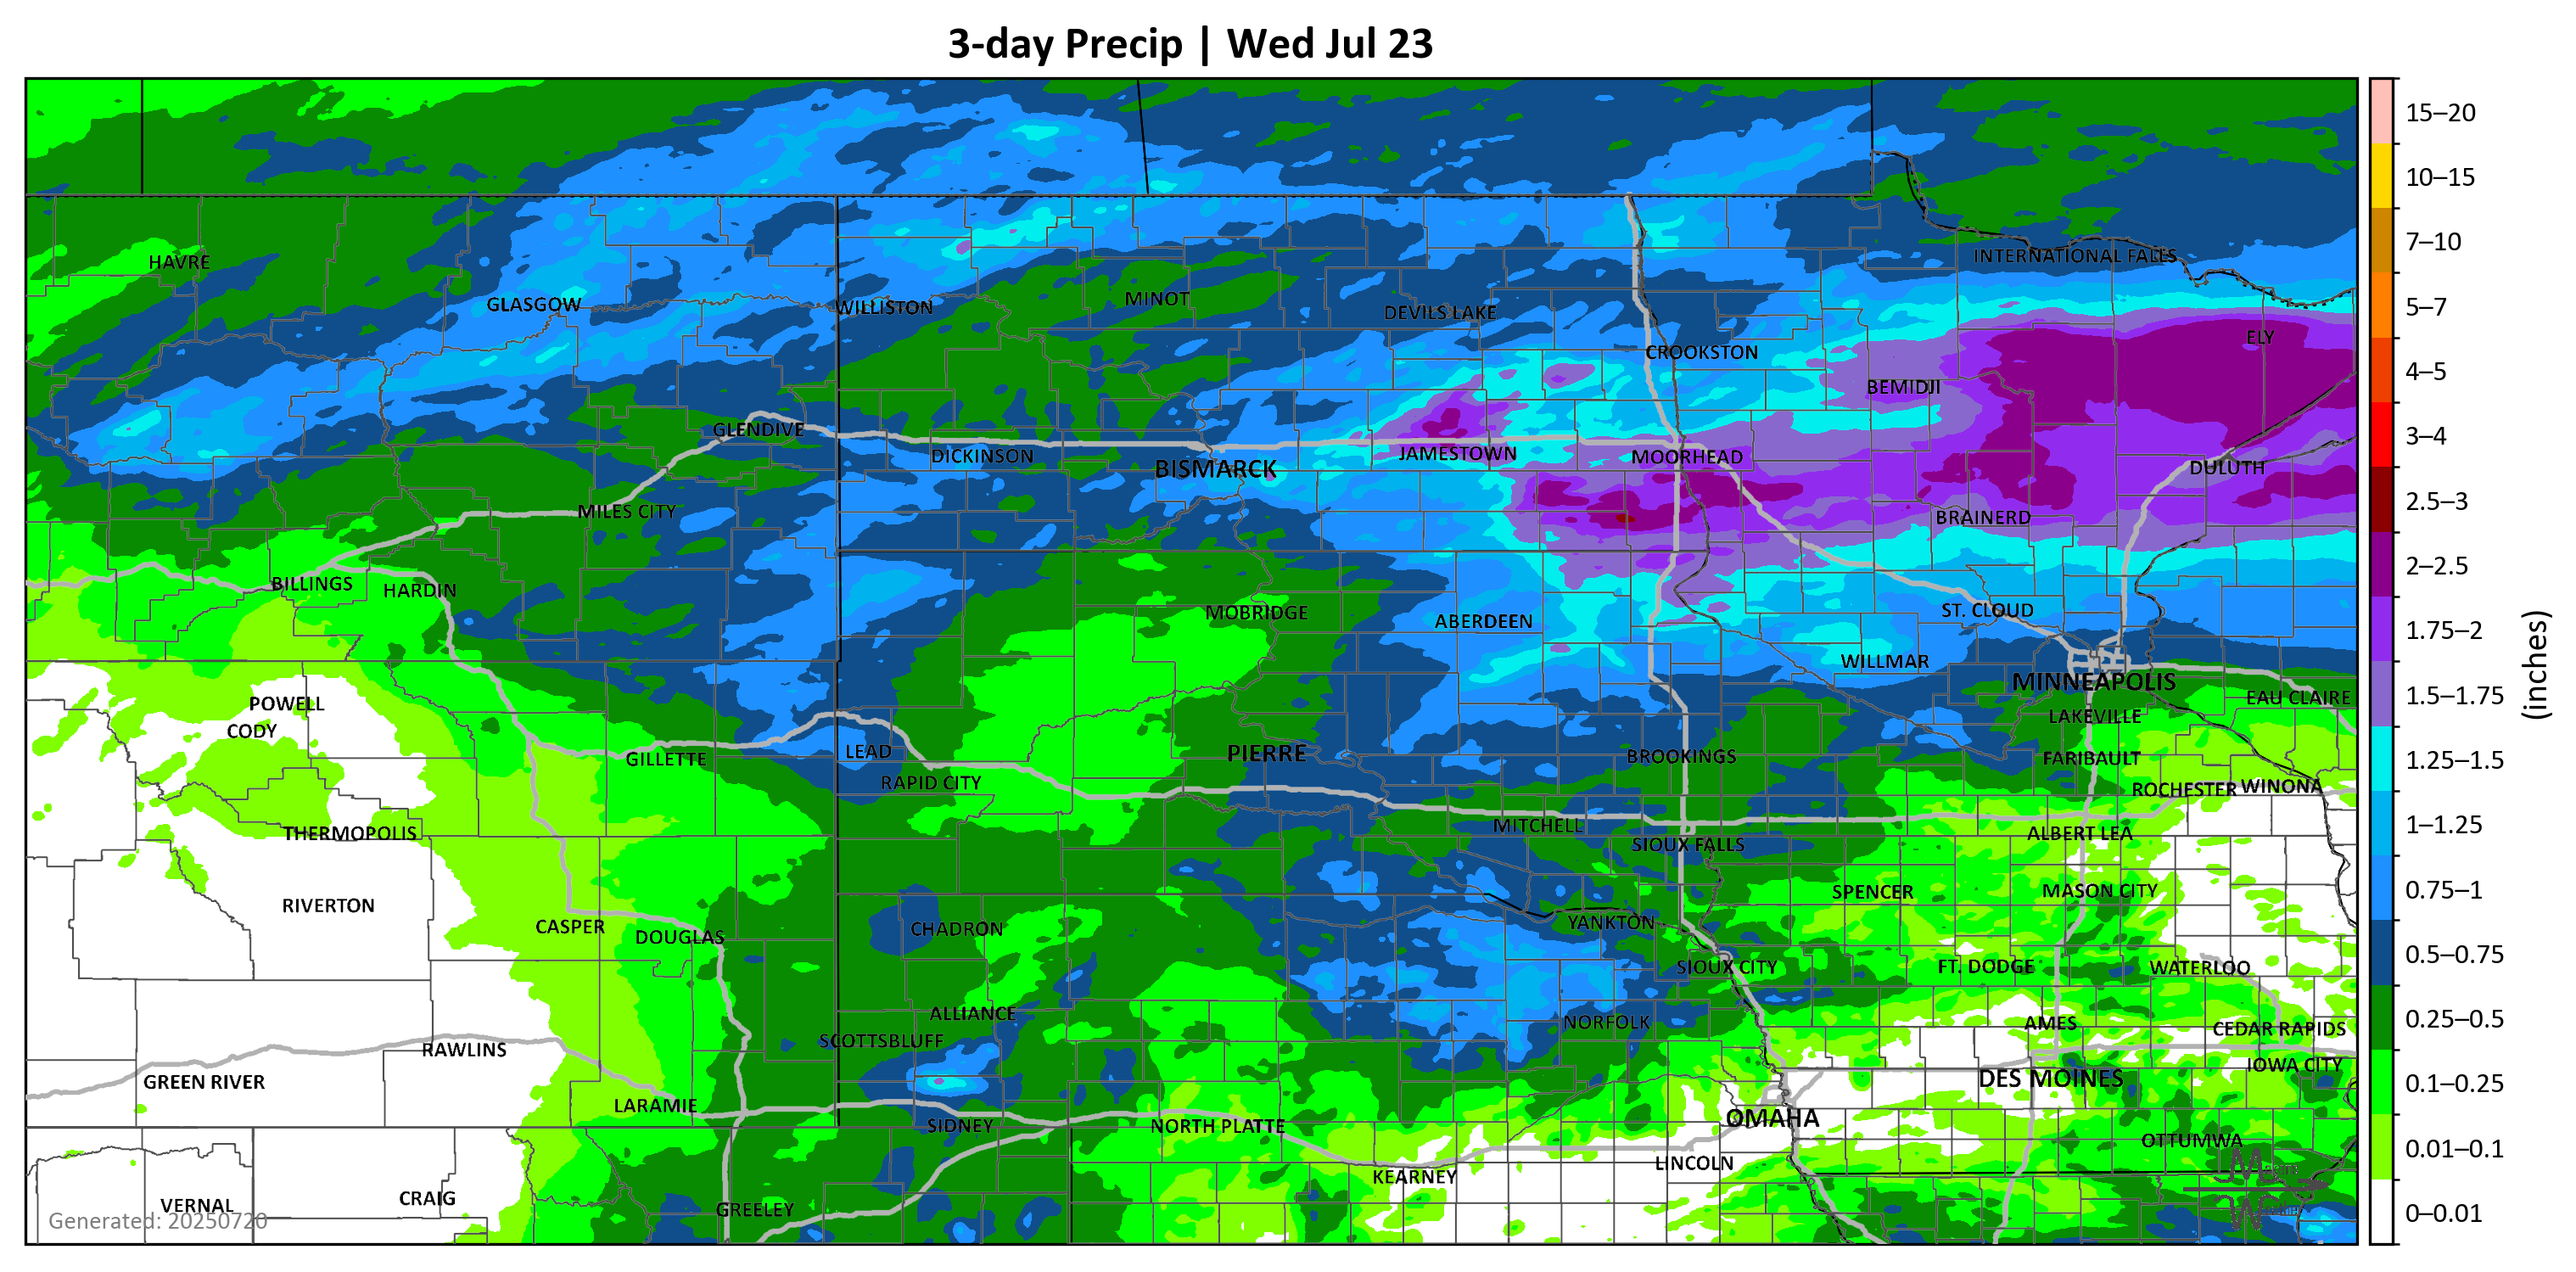 3-day Precip | Wed Jul 23
15–20
10–15
7–10
5–7
4–5
3–4
2.5–3
2–2.5
1.75–2
1.5–1.75
1.25–1.5
1–1.25
0.75–1
0.5–0.75
0.25–0.5
0.1–0.25
0.01–0.1
0–0.01
(inches)
INTERNATIONAL FALLS
HAVRE
GLASGOW
WILLISTON
MINOT
DEVILS LAKE
ELY
CROOKSTON
BEMIDJI
GLENDIVE
DICKINSON
BISMARCK
JAMESTOWN
MOORHEAD
DULUTH
MILES CITY
BRAINERD
BILLINGS
HARDIN
MOBRIDGE
ABERDEEN
ST. CLOUD
WILLMAR
MINNEAPOLIS
EAU CLAIRE
POWELL
CODY
LAKEVILLE
GILLETTE
LEAD
PIERRE
BROOKINGS
FARIBAULT
RAPID CITY
ROCHESTER
WINONA
THERMOPOLIS
MITCHELL
ALBERT LEA
SIOUX FALLS
RIVERTON
SPENCER
MASON CITY
CASPER
DOUGLAS
CHADRON
YANKTON
SIOUX CITY
FT. DODGE
WATERLOO
ALLIANCE
NORFOLK
AMES
CEDAR RAPIDS
SCOTTSBLUFF
RAWLINS
IOWA CITY
GREEN RIVER
DES MOINES
LARAMIE
OMAHA
SIDNEY
NORTH PLATTE
OTTUMWA
LINCOLN
KEARNEY
VERNAL
CRAIG
GREELEY
Generated: 20250720